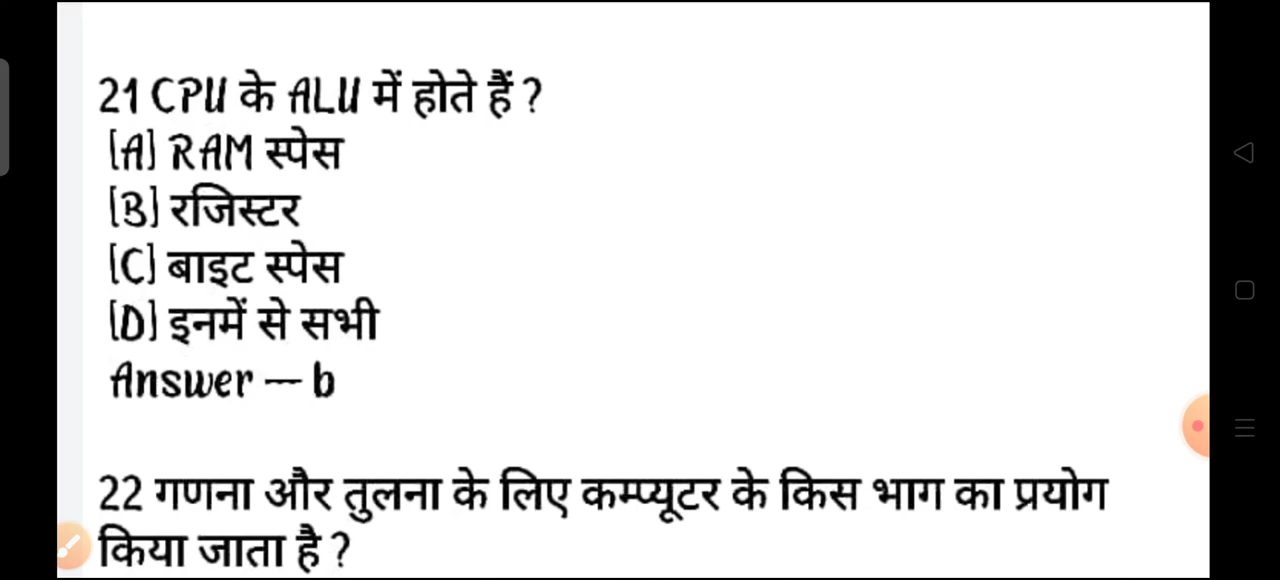 21 CPU के ALU में होते हैं ?
[A] RAM स्पेस
[B] रजिस्टर
[C] बाइट स्पेस
[D] इनमें से सभी
Answer — b
22 गणना और तुलना के लिए कम्प्यूटर के किस भाग का प्रयोग
किया जाता है ?